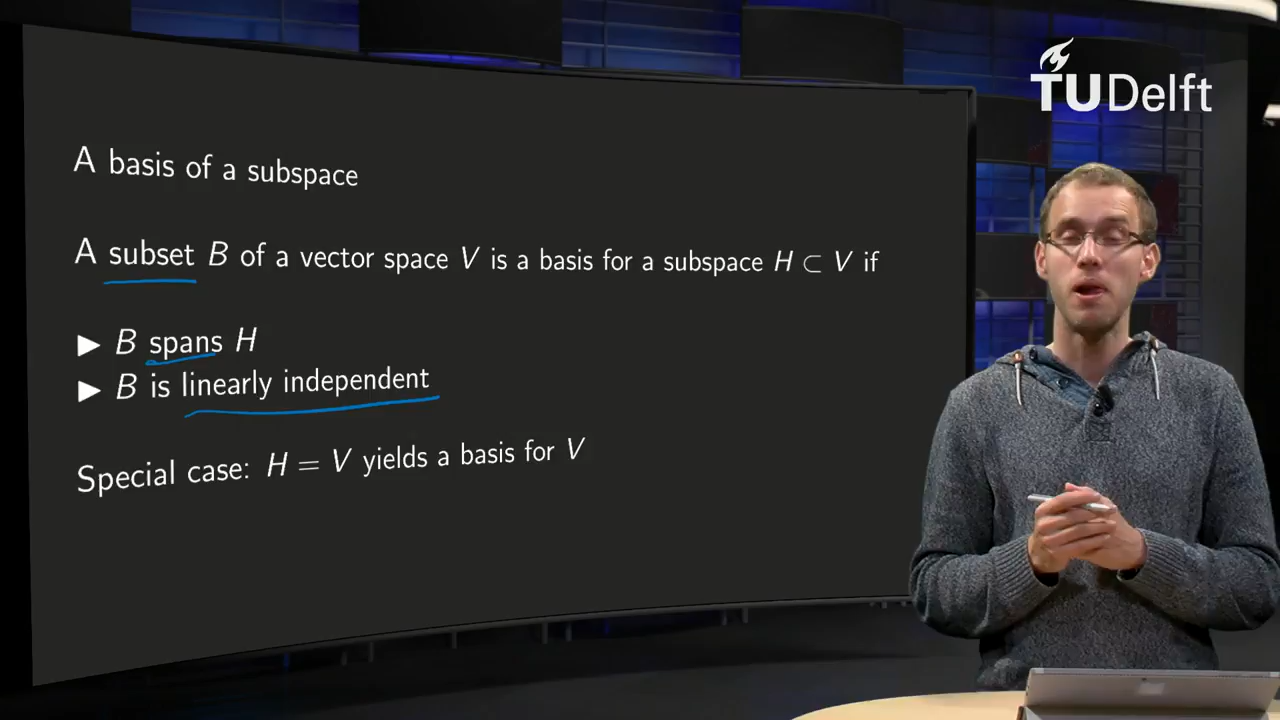 TUDelft
A basis of a subspace
A subset B of a vector space V is a basis for a subspace H ⊂ V if
▶ B spans H
▶ B is linearly independent
Special case: H = V yields a basis for V